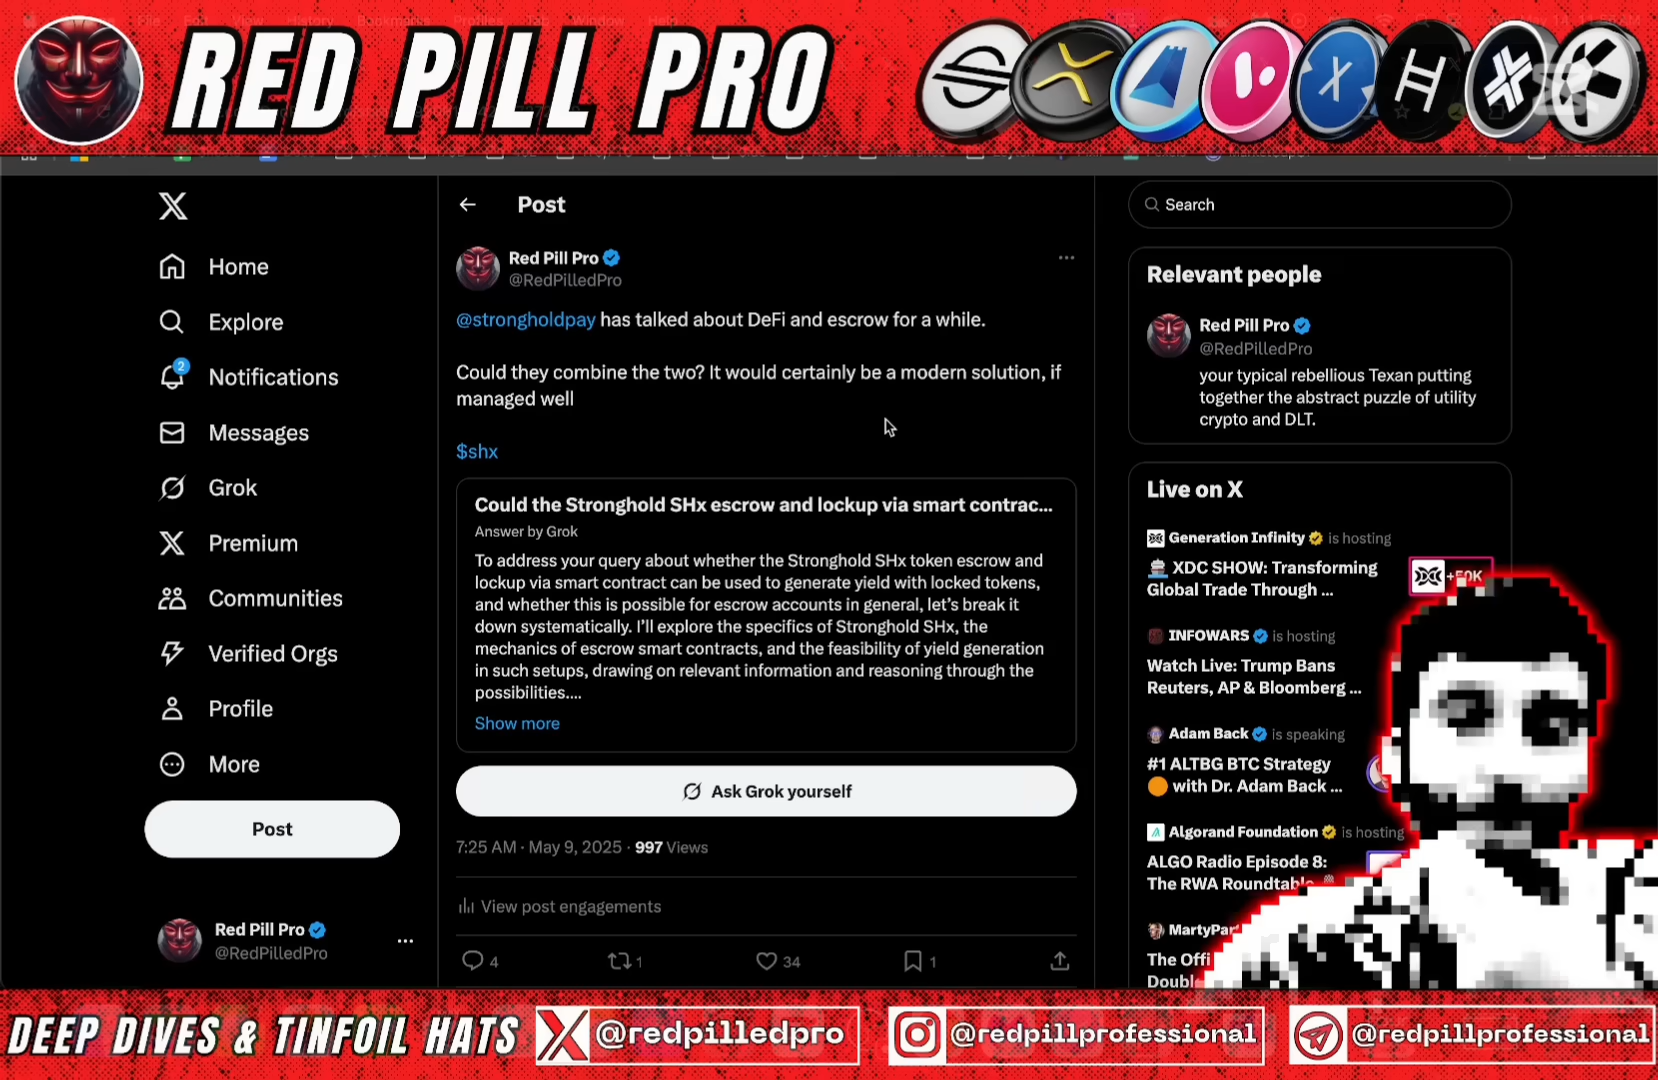 RED PILL PRO
Post
Search
Home
Explore
2
Notifications
Messages
Grok
Premium
Communities
Verified Orgs
Profile
More
Post
Red Pill Pro
@RedPilledPro
Red Pill Pro
@RedPilledPro
@strongholdpay has talked about DeFi and escrow for a while.
Could they combine the two? It would certainly be a modern solution, if
managed well
$shx
Could the Stronghold SHx escrow and lockup via smart contrac...
Answer by Grok
To address your query about whether the Stronghold SHx token escrow and
lockup via smart contract can be used to generate yield with locked tokens,
and whether this is possible for escrow accounts in general, let's break it
down systematically. I'll explore the specifics of Stronghold SHx, the
mechanics of escrow smart contracts, and the feasibility of yield generation
in such setups, drawing on relevant information and reasoning through the
possibilities....
Show more
Ask Grok yourself
7:25 AM · May 9, 2025 · 997 Views
View post engagements
4 1 34 1
Relevant people
Red Pill Pro
@RedPilledPro
your typical rebellious Texan putting
together the abstract puzzle of utility
crypto and DLT.
Live on X
Generation Infinity is hosting
XDC SHOW: Transforming
Global Trade Through ...
+50K
INFOWARS is hosting
Watch Live: Trump Bans
Reuters, AP & Bloomberg ...
Adam Back is speaking
#1 ALTBG BTC Strategy
with Dr. Adam Back ...
Algorand Foundation is hosting
ALGO Radio Episode 8:
The RWA Roundtable
The Offi
Doubl
DEEP DIVES & TINFOIL HATS
@redpilledpro
@redpillprofessional
@redpillprofessional